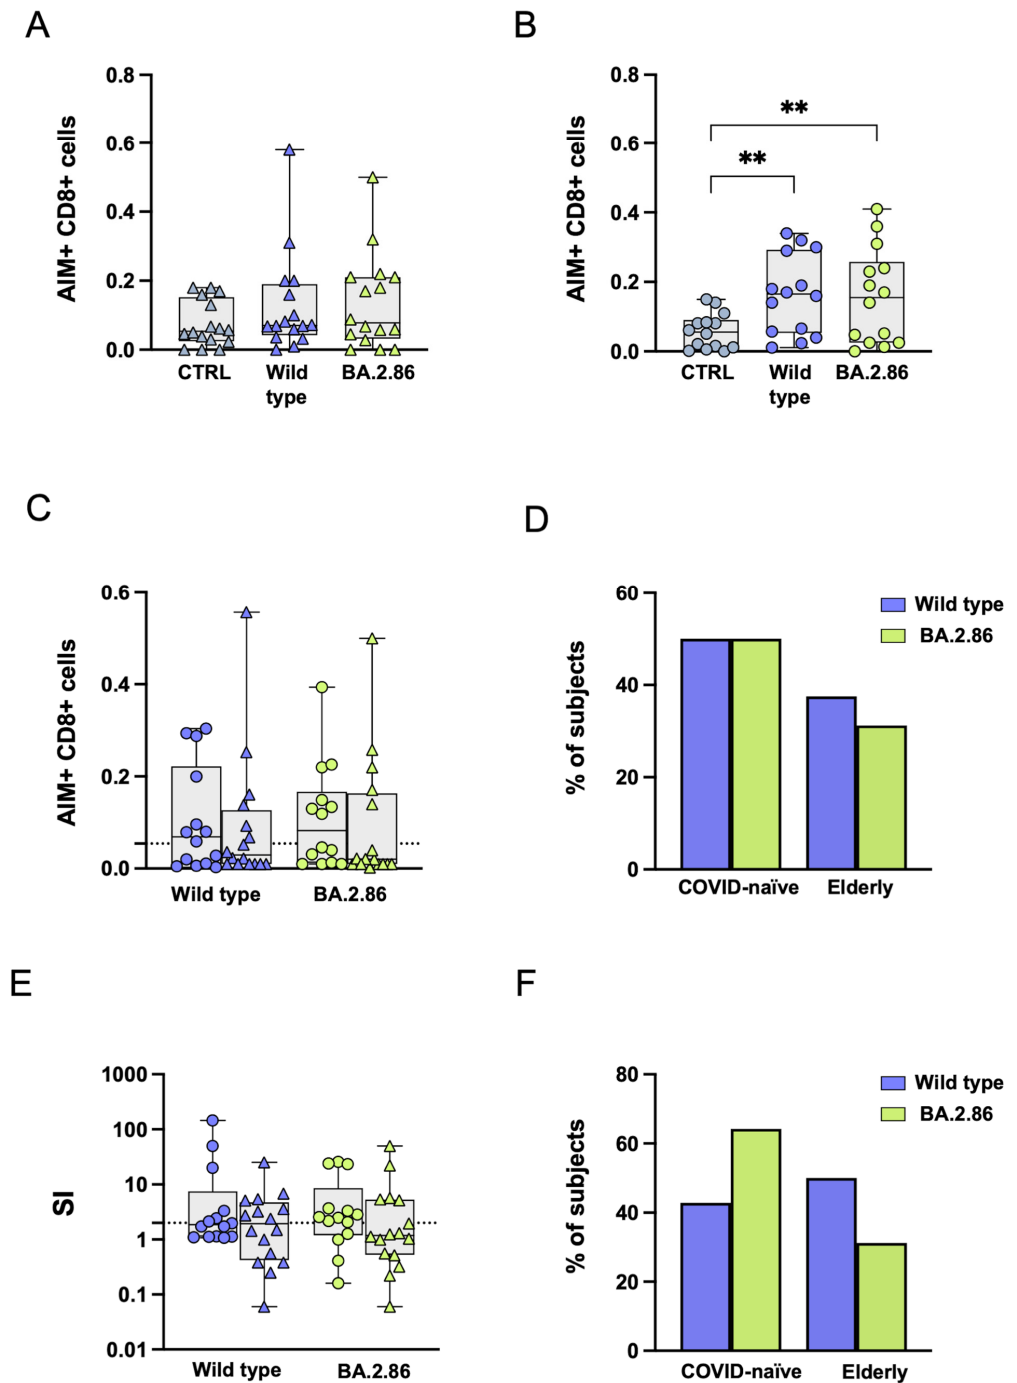 A
AIM+ CD8+ cells
0.8
0.6
0.4
0.2
0.0
CTRL
Wild
type
BA.2.86
B
AIM+ CD8+ cells
0.8
0.6
0.4
0.2
0.0
**
**
CTRL
Wild
type
BA.2.86
C
AIM+ CD8+ cells
0.6
0.4
0.2
0.0
Wild type
BA.2.86
D
% of subjects
60
40
20
0
Wild type
BA.2.86
COVID-naïve
Elderly
E
SI
1000
100
10
1
0.1
0.01
Wild type
BA.2.86
F
% of subjects
80
60
40
20
0
Wild type
BA.2.86
COVID-naïve
Elderly